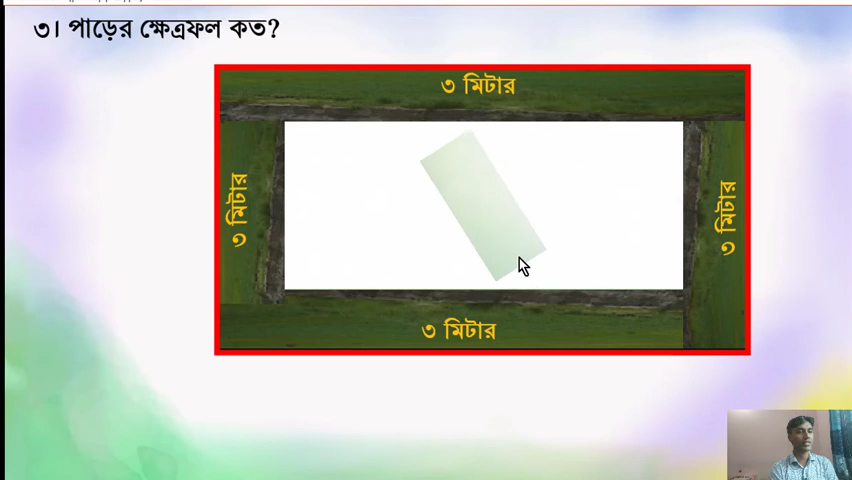 ৩। পাড়ের ক্ষেত্রফল কত?
৩ মিটার
৩ মিটার
৩ মিটার
৩ মিটার